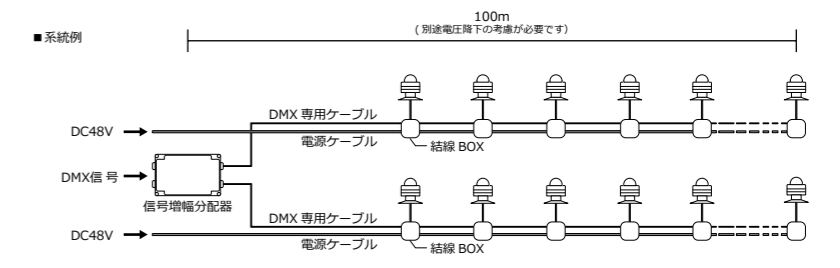 100m
(別途電圧降下の考慮が必要です)
■系統例
DMX 専用ケーブル
DC48V
電源ケーブル
結線 BOX
DMX信 号
信号増幅分配器
DMX 専用ケーブル
DC48V
電源ケーブル
結線 BOX